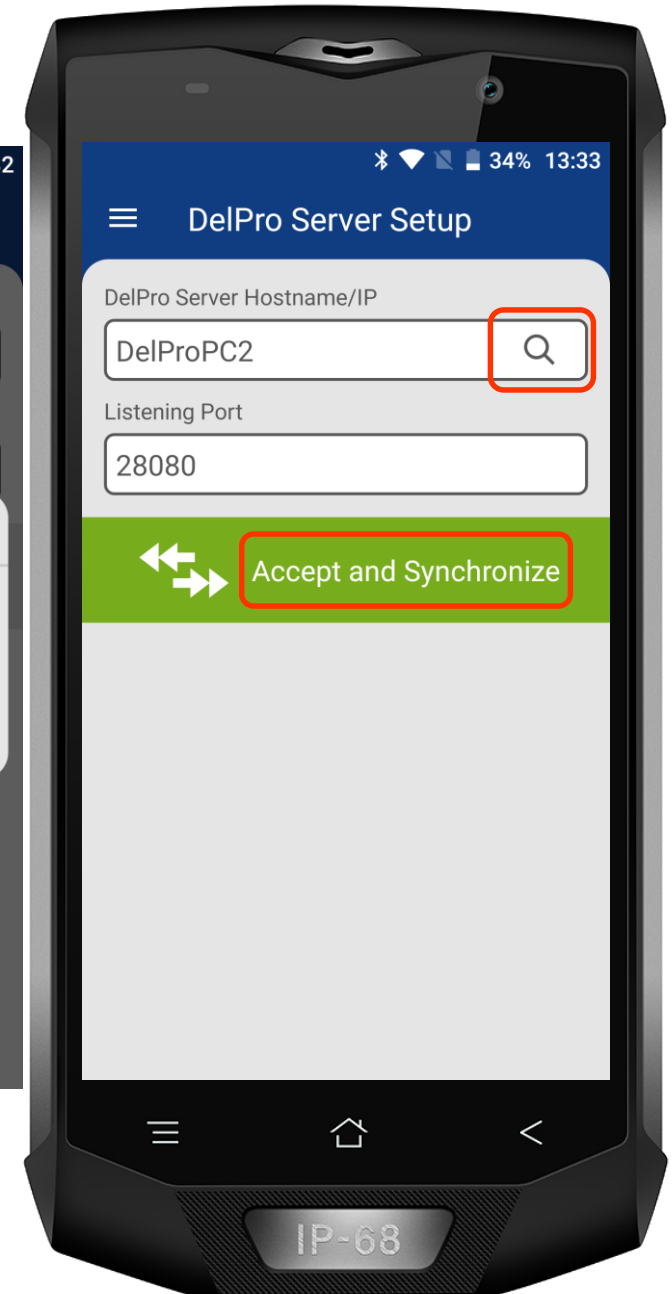 2
34% 13:33
DelPro Server Setup
DelPro Server Hostname/IP
DelProPC2
Listening Port
28080
Accept and Synchronize
IP-68